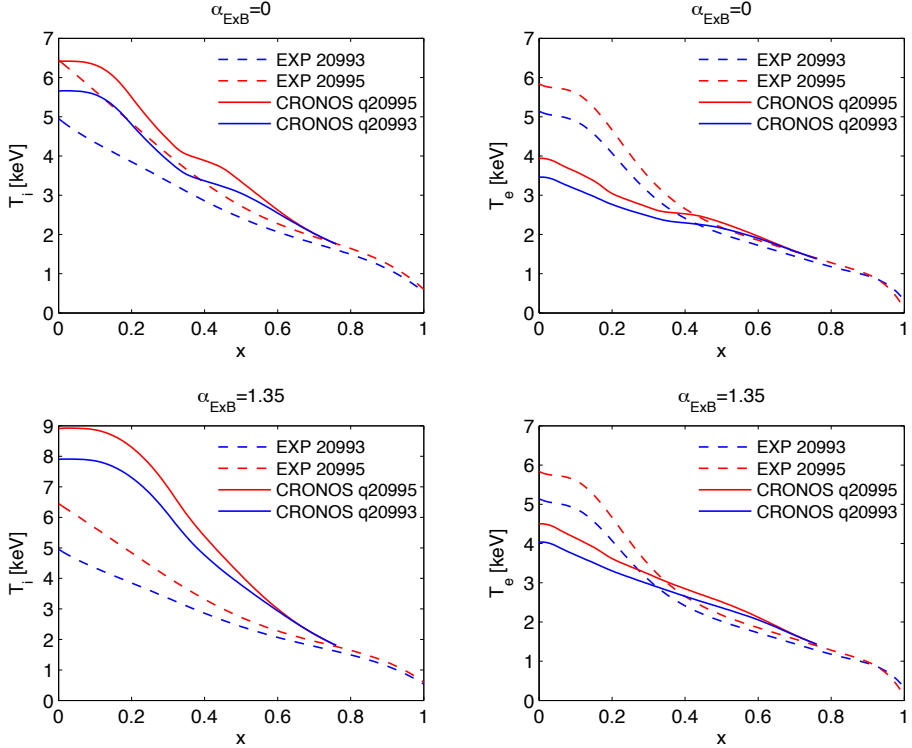 α_ExB=0
T_i [keV]
7
6
5
4
3
2
1
0
EXP 20993
EXP 20995
CRONOS q20995
CRONOS q20993
0 0.2 0.4 0.6 0.8 1
x
α_ExB=0
T_e [keV]
7
6
5
4
3
2
1
0
EXP 20993
EXP 20995
CRONOS q20995
CRONOS q20993
0 0.2 0.4 0.6 0.8 1
x
α_ExB=1.35
T_i [keV]
9
8
7
6
5
4
3
2
1
0
EXP 20993
EXP 20995
CRONOS q20995
CRONOS q20993
0 0.2 0.4 0.6 0.8 1
x
α_ExB=1.35
T_e [keV]
7
6
5
4
3
2
1
0
EXP 20993
EXP 20995
CRONOS q20995
CRONOS q20993
0 0.2 0.4 0.6 0.8 1
x